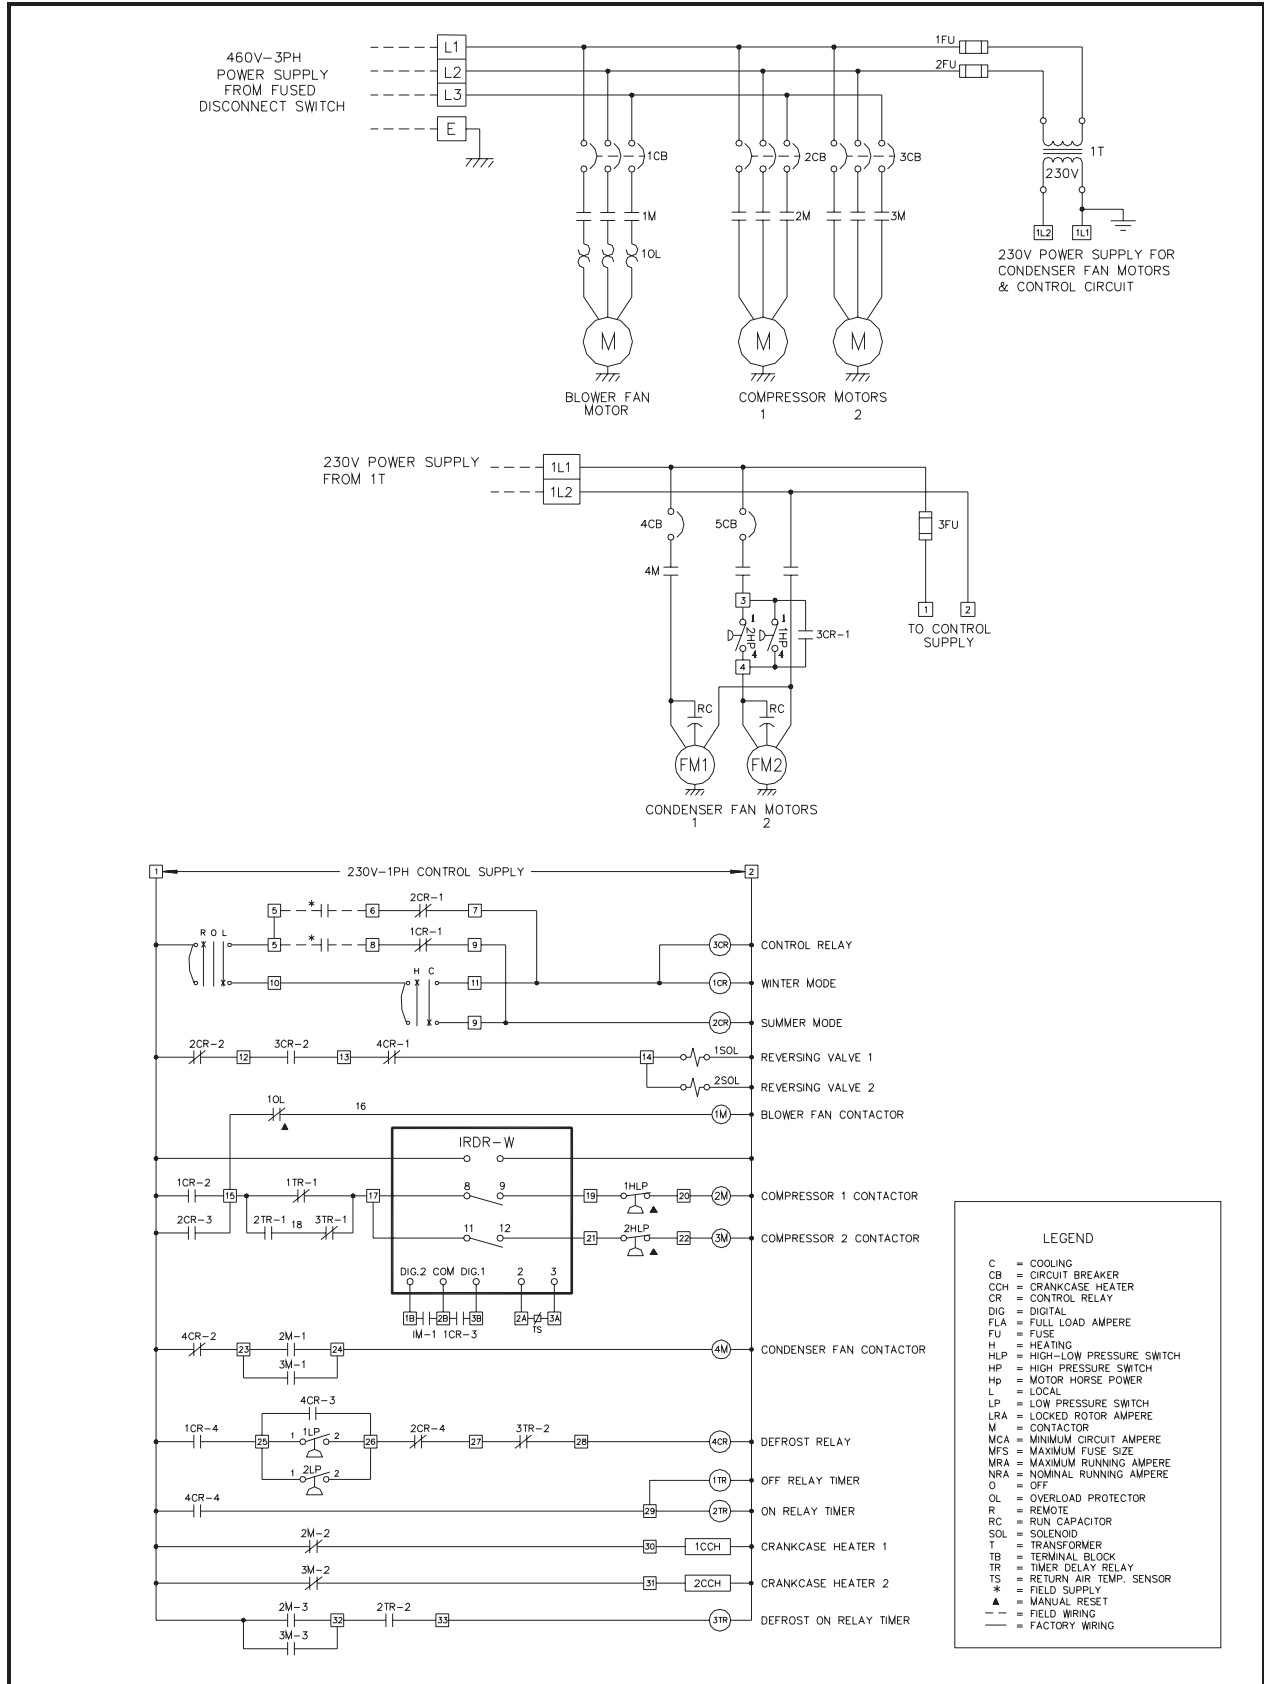 460V-3PH
POWER SUPPLY
FROM FUSED
DISCONNECT SWITCH
L1
L2
L3
E
1FU
2FU
1CB
2CB
3CB
1T
230V
1M
2M
3M
1OL
1L2
1L1
230V POWER SUPPLY FOR
CONDENSER FAN MOTORS
& CONTROL CIRCUIT
M
M
M
BLOWER FAN
MOTOR
COMPRESSOR MOTORS
1 2
230V POWER SUPPLY
FROM 1T
1L1
1L2
4CB
5CB
3FU
4M
3
1 1
2HP 1HP
4 4
3CR-1
4
1 2
TO CONTROL
SUPPLY
RC
RC
FM1
FM2
CONDENSER FAN MOTORS
1 2
1 230V-1PH CONTROL SUPPLY 2
5 * 6 2CR-1 7
R O L 5 * 8 1CR-1 9 3CR CONTROL RELAY
10 H C 11 1CR WINTER MODE
9 2CR SUMMER MODE
2CR-2 12 3CR-2 13 4CR-1 14 1SOL REVERSING VALVE 1
2SOL REVERSING VALVE 2
1OL 16 1M BLOWER FAN CONTACTOR
IRDR-W
1CR-2 15 1TR-1 17 8 9 19 1HLP 20 2M COMPRESSOR 1 CONTACTOR
2CR-3 2TR-1 18 3TR-1 11 12 21 2HLP 22 3M COMPRESSOR 2 CONTACTOR
DIG.2 COM DIG.1 2 3
1B 2B 3B 2A 3A
IM-1 1CR-3 TS
4CR-2 23 2M-1 24 4M CONDENSER FAN CONTACTOR
3M-1
4CR-3
1CR-4 25 1 1LP 2 26 2CR-4 27 3TR-2 28 4CR DEFROST RELAY
1 2LP 2
1TR OFF RELAY TIMER
4CR-4 29 2TR ON RELAY TIMER
2M-2 30 1CCH CRANKCASE HEATER 1
3M-2 31 2CCH CRANKCASE HEATER 2
2M-3 32 2TR-2 33 3TR DEFROST ON RELAY TIMER
3M-3
LEGEND
C = COOLING
CB = CIRCUIT BREAKER
CCH = CRANKCASE HEATER
CR = CONTROL RELAY
DIG = DIGITAL
FLA = FULL LOAD AMPERE
FU = FUSE
H = HEATING
HLP = HIGH-LOW PRESSURE SWITCH
HP = HIGH PRESSURE SWITCH
Hp = MOTOR HORSE POWER
L = LOCAL
LP = LOW PRESSURE SWITCH
LRA = LOCKED ROTOR AMPERE
M = CONTACTOR
MCA = MINIMUM CIRCUIT AMPERE
MFS = MAXIMUM FUSE SIZE
MRA = MAXIMUM RUNNING AMPERE
NRA = NOMINAL RUNNING AMPERE
O = OFF
OL = OVERLOAD PROTECTOR
R = REMOTE
RC = RUN CAPACITOR
SOL = SOLENOID
T = TRANSFORMER
TB = TERMINAL BLOCK
TR = TIMER DELAY RELAY
TS = RETURN AIR TEMP. SENSOR
* = FIELD SUPPLY
▲ = MANUAL RESET
--- = FIELD WIRING
— = FACTORY WIRING